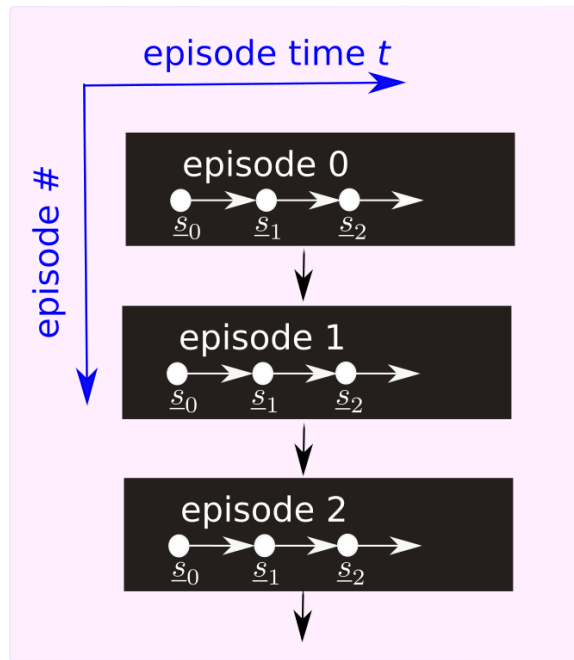 episode time t
episode #
episode 0
s0 s1 s2
episode 1
s0 s1 s2
episode 2
s0 s1 s2